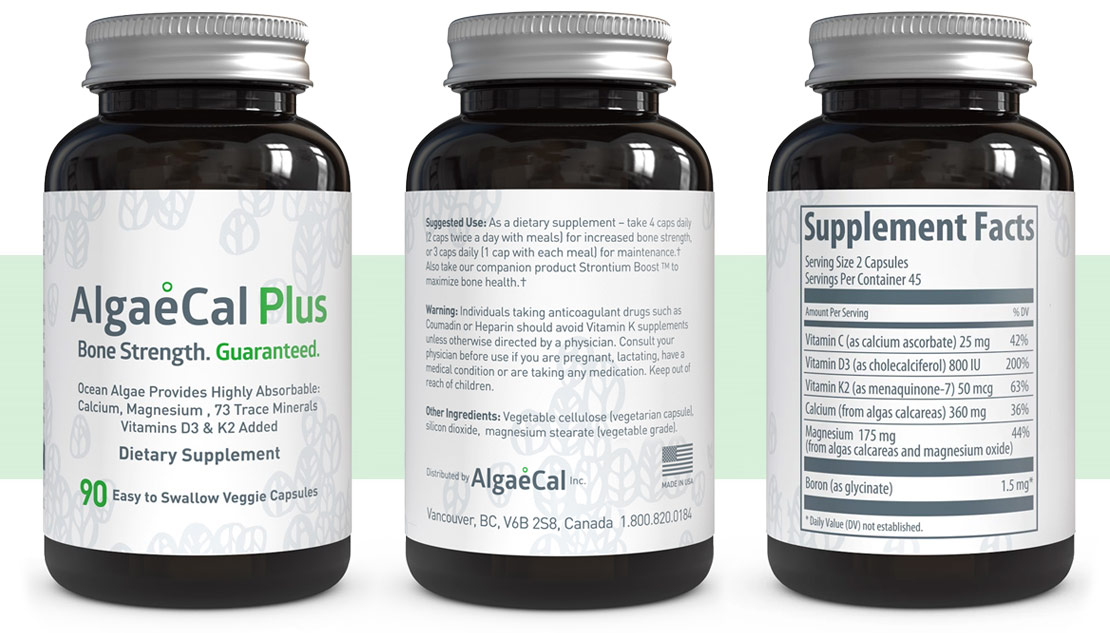 AlgaeCal Plus
Bone Strength. Guaranteed.
Ocean Algae Provides Highly Absorbable:
Calcium, Magnesium , 73 Trace Minerals
Vitamins D3 & K2 Added
Dietary Supplement
90 Easy to Swallow Veggie Capsules
Suggested Use: As a dietary supplement – take 4 caps daily
(2 caps twice a day with meals) for increased bone strength,
or 3 caps daily (1 cap with each meal) for maintenance.†
Also take our companion product Strontium Boost ™ to
maximize bone health.†
Warning: Individuals taking anticoagulant drugs such as
Coumadin or Heparin should avoid Vitamin K supplements
unless otherwise directed by a physician. Consult your
physician before use if you are pregnant, lactating, have a
medical condition or are taking any medication. Keep out of
reach of children.
Other Ingredients: Vegetable cellulose (vegetarian capsule),
silicon dioxide, magnesium stearate (vegetable grade).
Distributed by AlgaeCal Inc.
MADE IN USA
Vancouver, BC, V6B 2S8, Canada 1.800.820.0184
Supplement Facts
Serving Size 2 Capsules
Servings Per Container 45
Amount Per Serving % DV
Vitamin C (as calcium ascorbate) 25 mg 42%
Vitamin D3 (as cholecalciferol) 800 IU 200%
Vitamin K2 (as menaquinone-7) 50 mcg 63%
Calcium (from algas calcareas) 360 mg 36%
Magnesium 175 mg 44%
(from algas calcareas and magnesium oxide)
Boron (as glycinate) 1.5 mg*
* Daily Value (DV) not established.